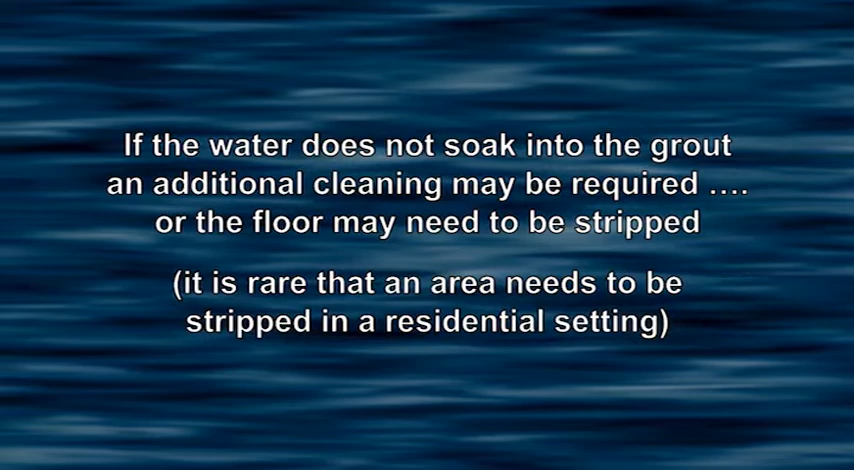 If the water does not soak into the grout
an additional cleaning may be required ....
or the floor may need to be stripped
(it is rare that an area needs to be
stripped in a residential setting)